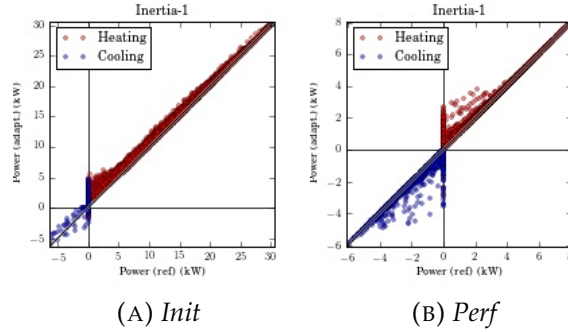 Inertia-1
Heating
Cooling
Power (adapt.) (kW)
30
25
20
15
10
5
0
−5
−5
0
5
10
15
20
25
30
Power (ref) (kW)
(A) Init
Inertia-1
Heating
Cooling
Power (adapt.) (kW)
8
6
4
2
0
−2
−4
−6
−6
−4
−2
0
2
4
6
8
Power (ref) (kW)
(B) Perf